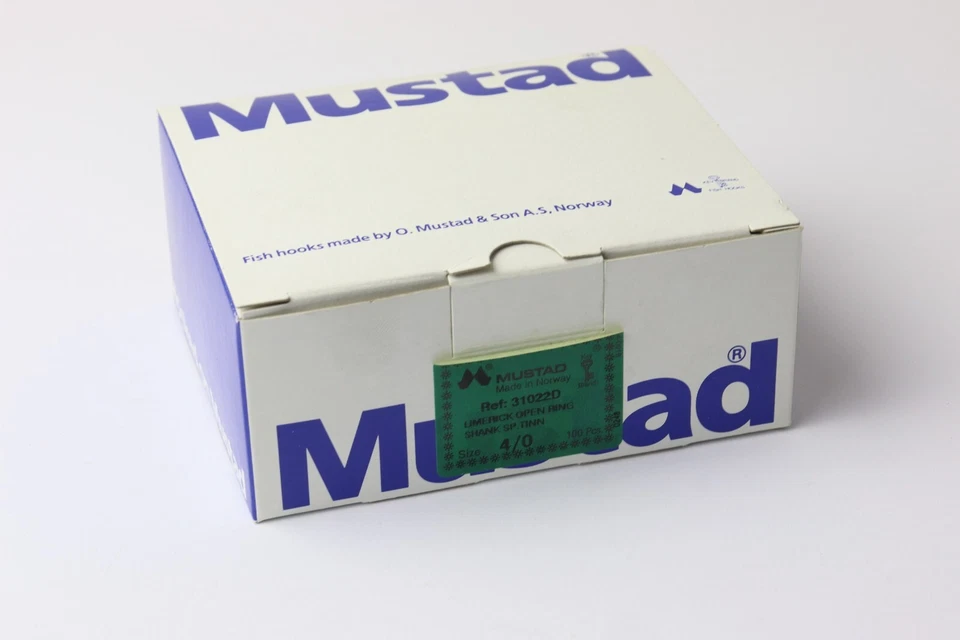 Mustad
Fish hooks made by O. Mustad & Son A.S, Norway
Mustad®
MUSTAD
Made in Norway
Ref: 31022D
LIMERICK OPEN RING
SHANK SP. TINN
Size 4/0 100 Pcs